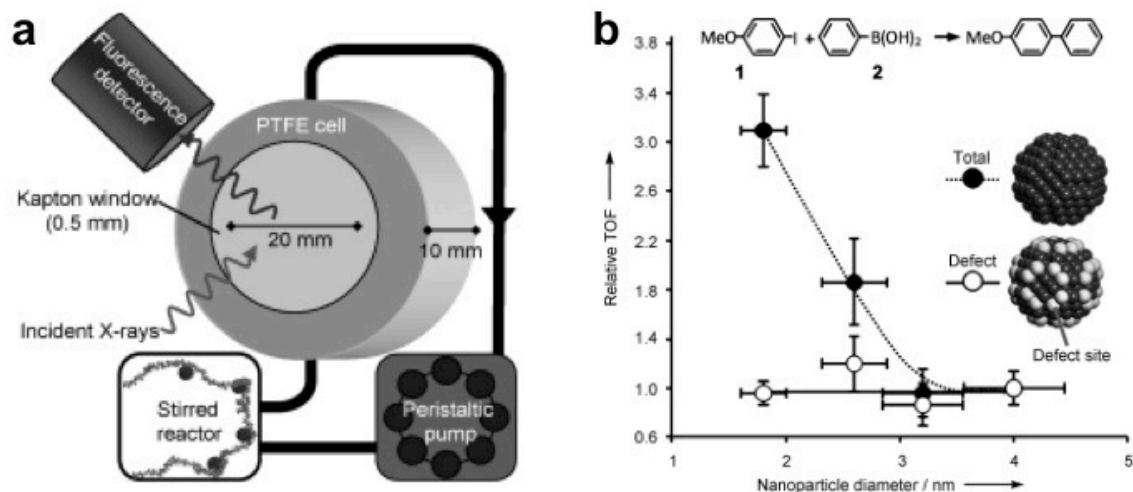 a
Fluorescence
detector
PTFE cell
Kapton window
(0.5 mm)
20 mm
10 mm
Incident X-rays
Stirred
reactor
Peristaltic
pump
b
MeO I + B(OH)2 MeO
1 2
3.8
3.4
3.0
2.6
2.2
1.8
1.4
1.0
0.6
Relative TOF
Total
Defect
Defect site
1 2 3 4 5
Nanoparticle diameter / nm